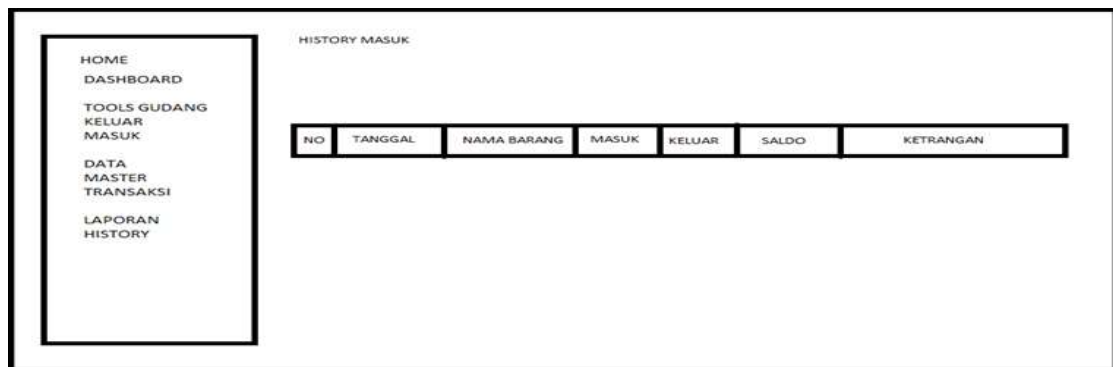 HOME
DASHBOARD
TOOLS GUDANG
KELUAR
MASUK
DATA
MASTER
TRANSAKSI
LAPORAN
HISTORY
HISTORY MASUK
NO TANGGAL NAMA BARANG MASUK KELUAR SALDO KETRANGAN